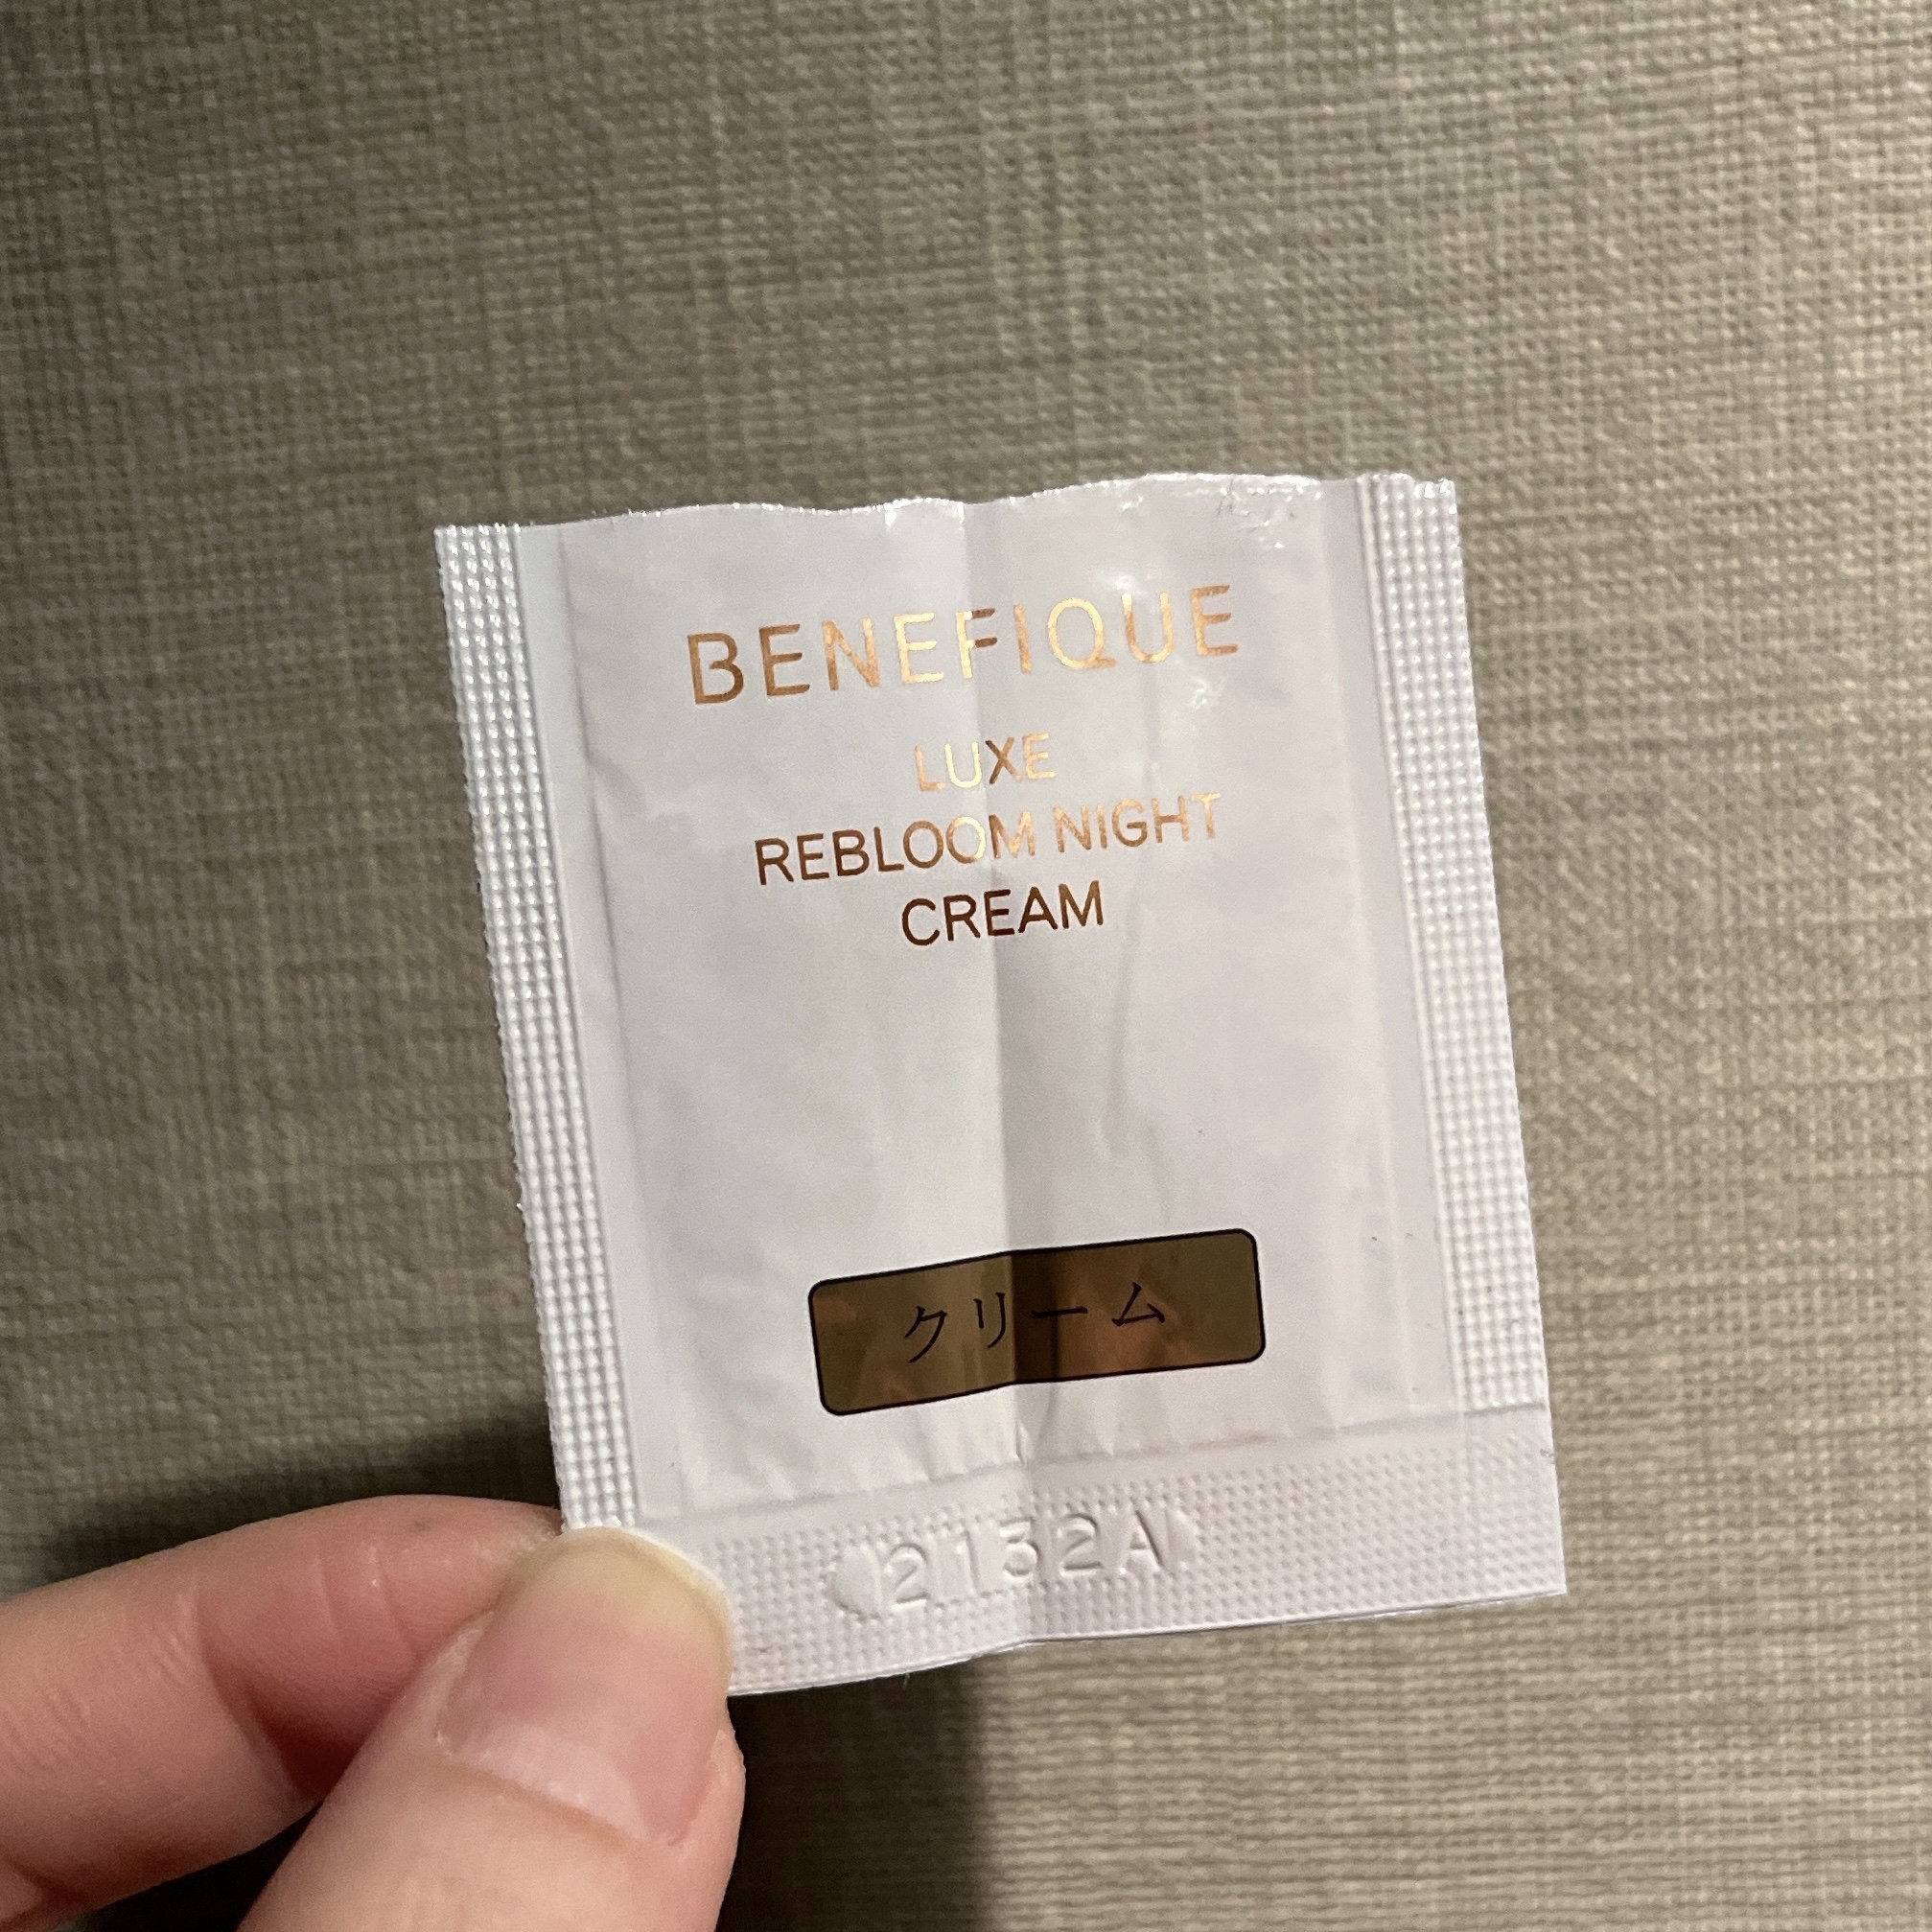 BENEFIQUE
LUXE
REBLOOM NIGHT
CREAM
クリーム
2132A